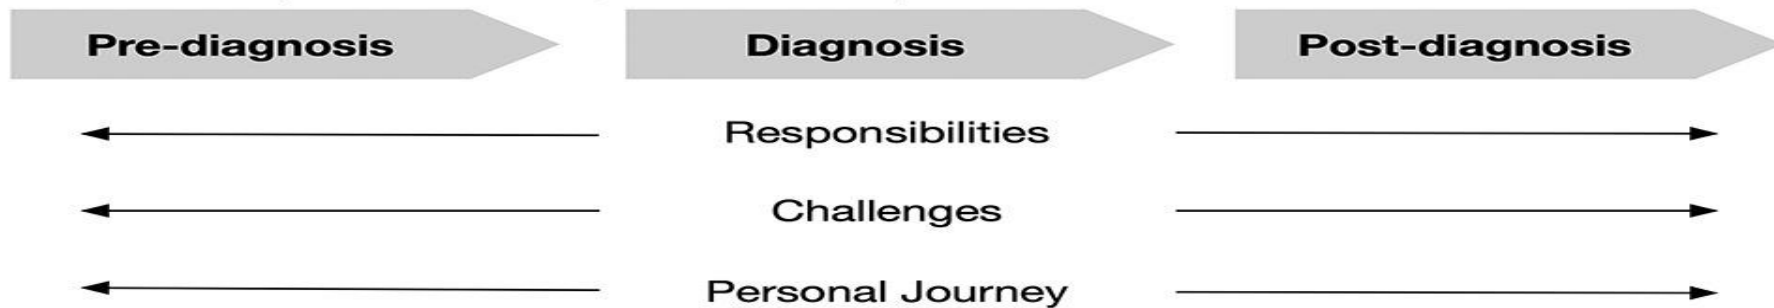 Pre-diagnosis Diagnosis Post-diagnosis
Responsibilities
Challenges
Personal Journey